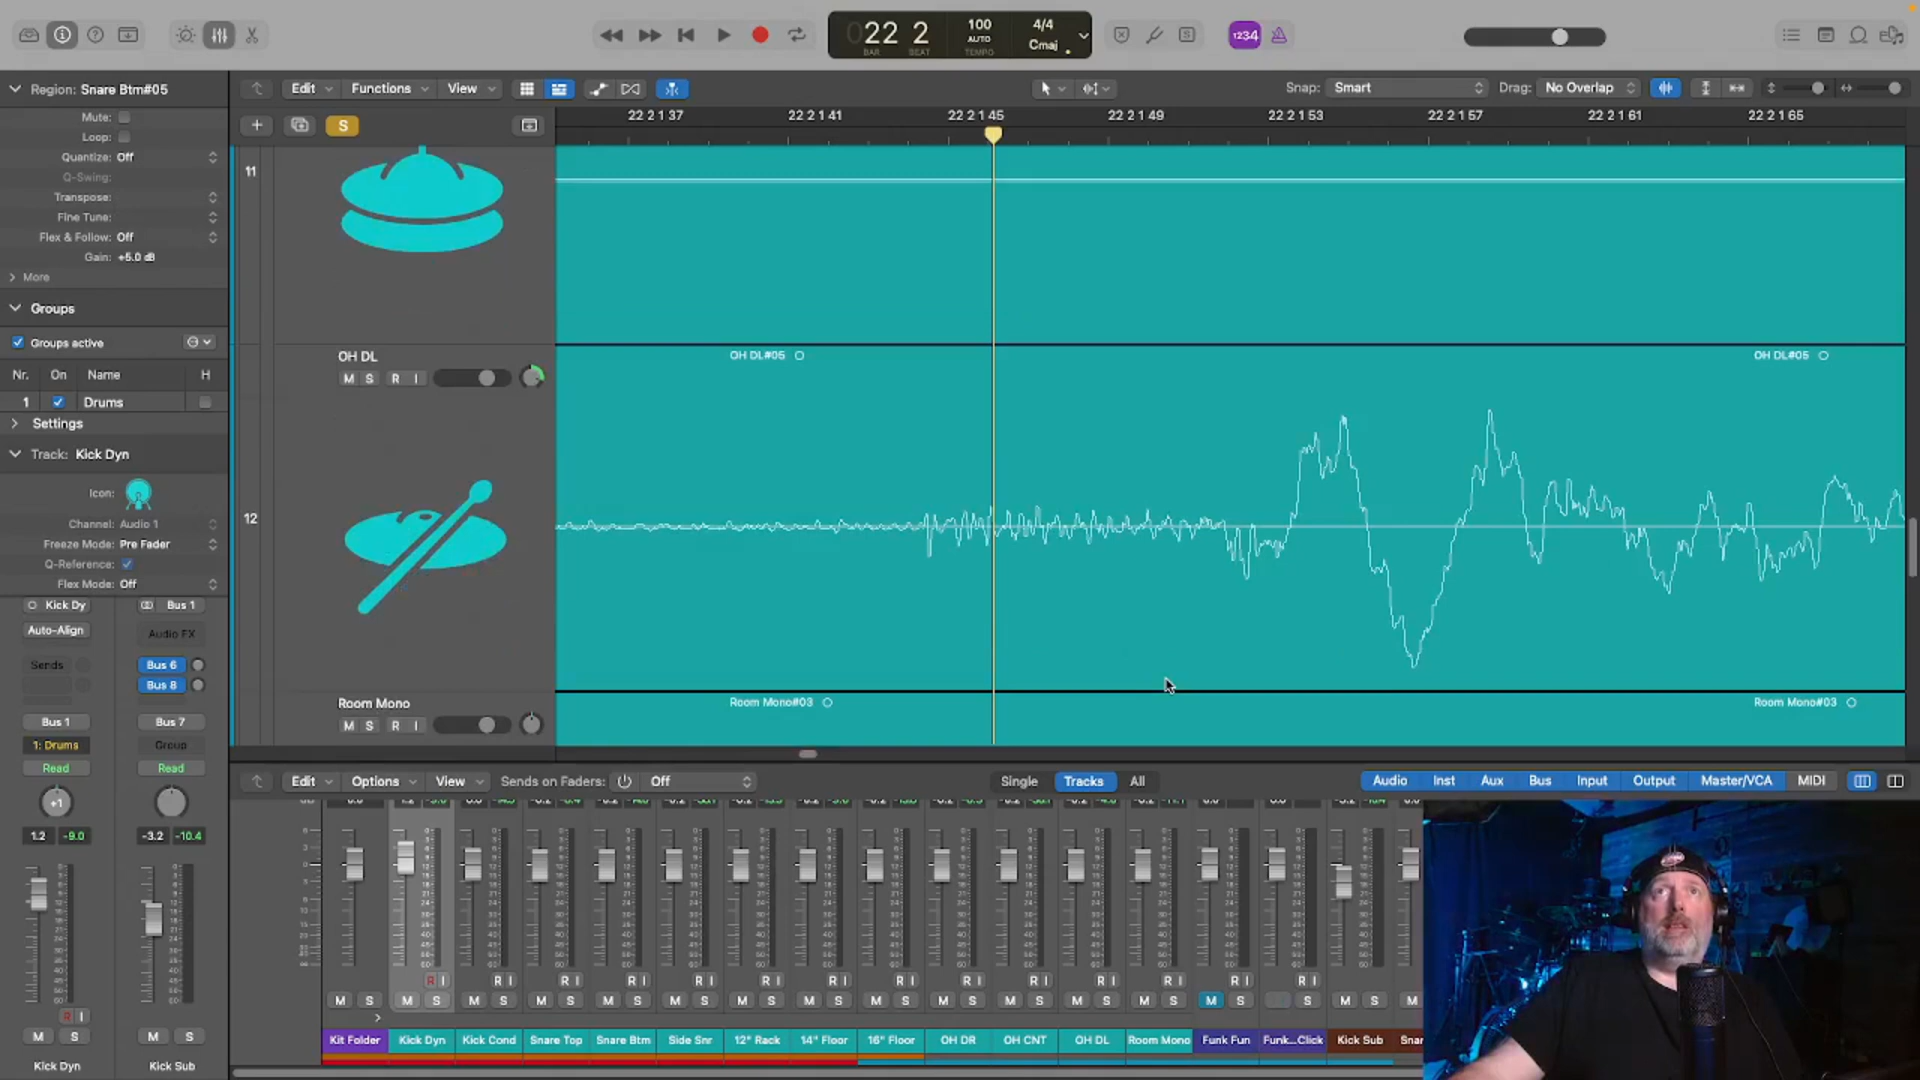 22 2
BAR BEAT
100
AUTO
TEMPO
4/4
Cmaj
1234
Region: Snare Btm#05
Mute:
Loop:
Quantize: Off
Q-Swing:
Transpose:
Fine Tune:
Flex & Follow: Off
Gain: +5.0 dB
More
Groups
Groups active
Nr. On Name H
1 Drums
Settings
Track: Kick Dyn
Icon:
Channel: Audio 1
Freeze Mode: Pre Fader
Q-Reference:
Flex Mode: Off
Kick Dy Bus 1
Auto-Align Audio FX
Sends Bus 6
Bus 8
Bus 1 Bus 7
1: Drums Group
Read Read
+1
1.2 -9.0 -3.2 -10.4
R I
M S M S
Kick Dyn Kick Sub
Edit Functions View
Snap: Smart Drag: No Overlap
S
22 2 1 37 22 2 1 41 22 2 1 45 22 2 1 49 22 2 1 53 22 2 1 57 22 2 1 61 22 2 1 65
11
OH DL
M S R I
OH DL#05 OH DL#05
12
Room Mono
M S R I
Room Mono#03 Room Mono#03
Edit Options View Sends on Faders: Off
Single Tracks All
Audio Inst Aux Bus Input Output Master/VCA MIDI
R I R I R I R I R I R I R I R I R I R I R I R I R I R I
M S M S M S M S M S M S M S M S M S M S M S M S M S M S S M S M
Kit Folder Kick Dyn Kick Cond Snare Top Snare Btm Side Snr 12" Rack 14" Floor 16" Floor OH DR OH CNT OH DL Room Mono Funk Fun Funk...Click Kick Sub Snar